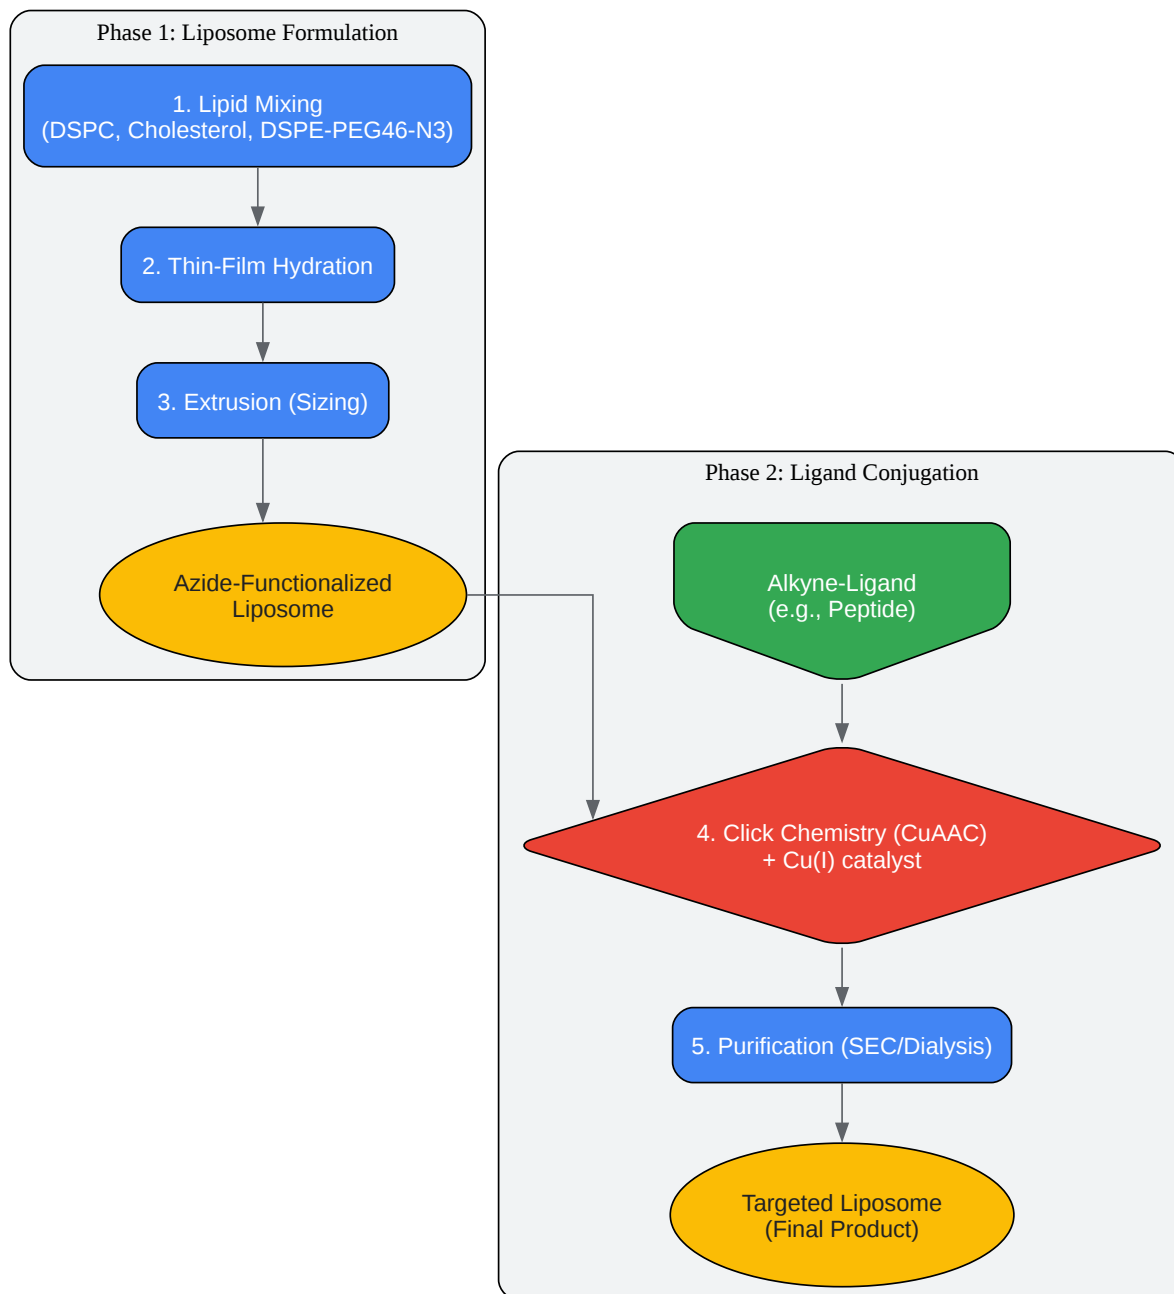 Phase 1: Liposome Formulation
1. Lipid Mixing
(DSPC, Cholesterol, DSPE-PEG46-N3)
2. Thin-Film Hydration
3. Extrusion (Sizing)
Azide-Functionalized
Liposome
Phase 2: Ligand Conjugation
Alkyne-Ligand
(e.g., Peptide)
4. Click Chemistry (CuAAC)
+ Cu(I) catalyst
5. Purification (SEC/Dialysis)
Targeted Liposome
(Final Product)